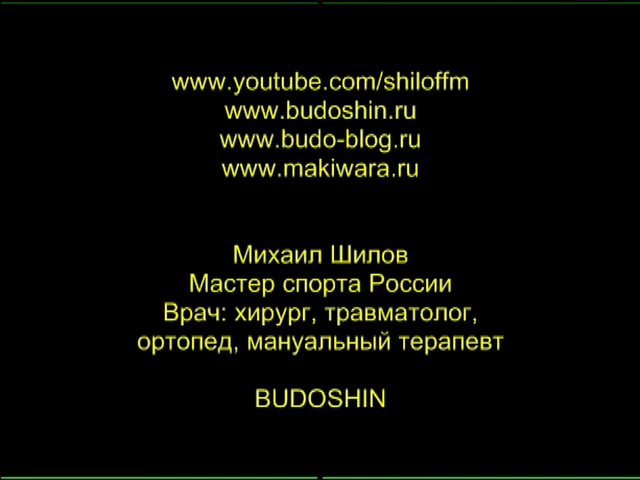 www.youtube.com/shiloffm
www.budoshin.ru
www.budo-blog.ru
www.makiwara.ru
Михаил Шилов
Мастер спорта России
Врач: хирург, травматолог,
ортопед, мануальный терапевт
BUDOSHIN